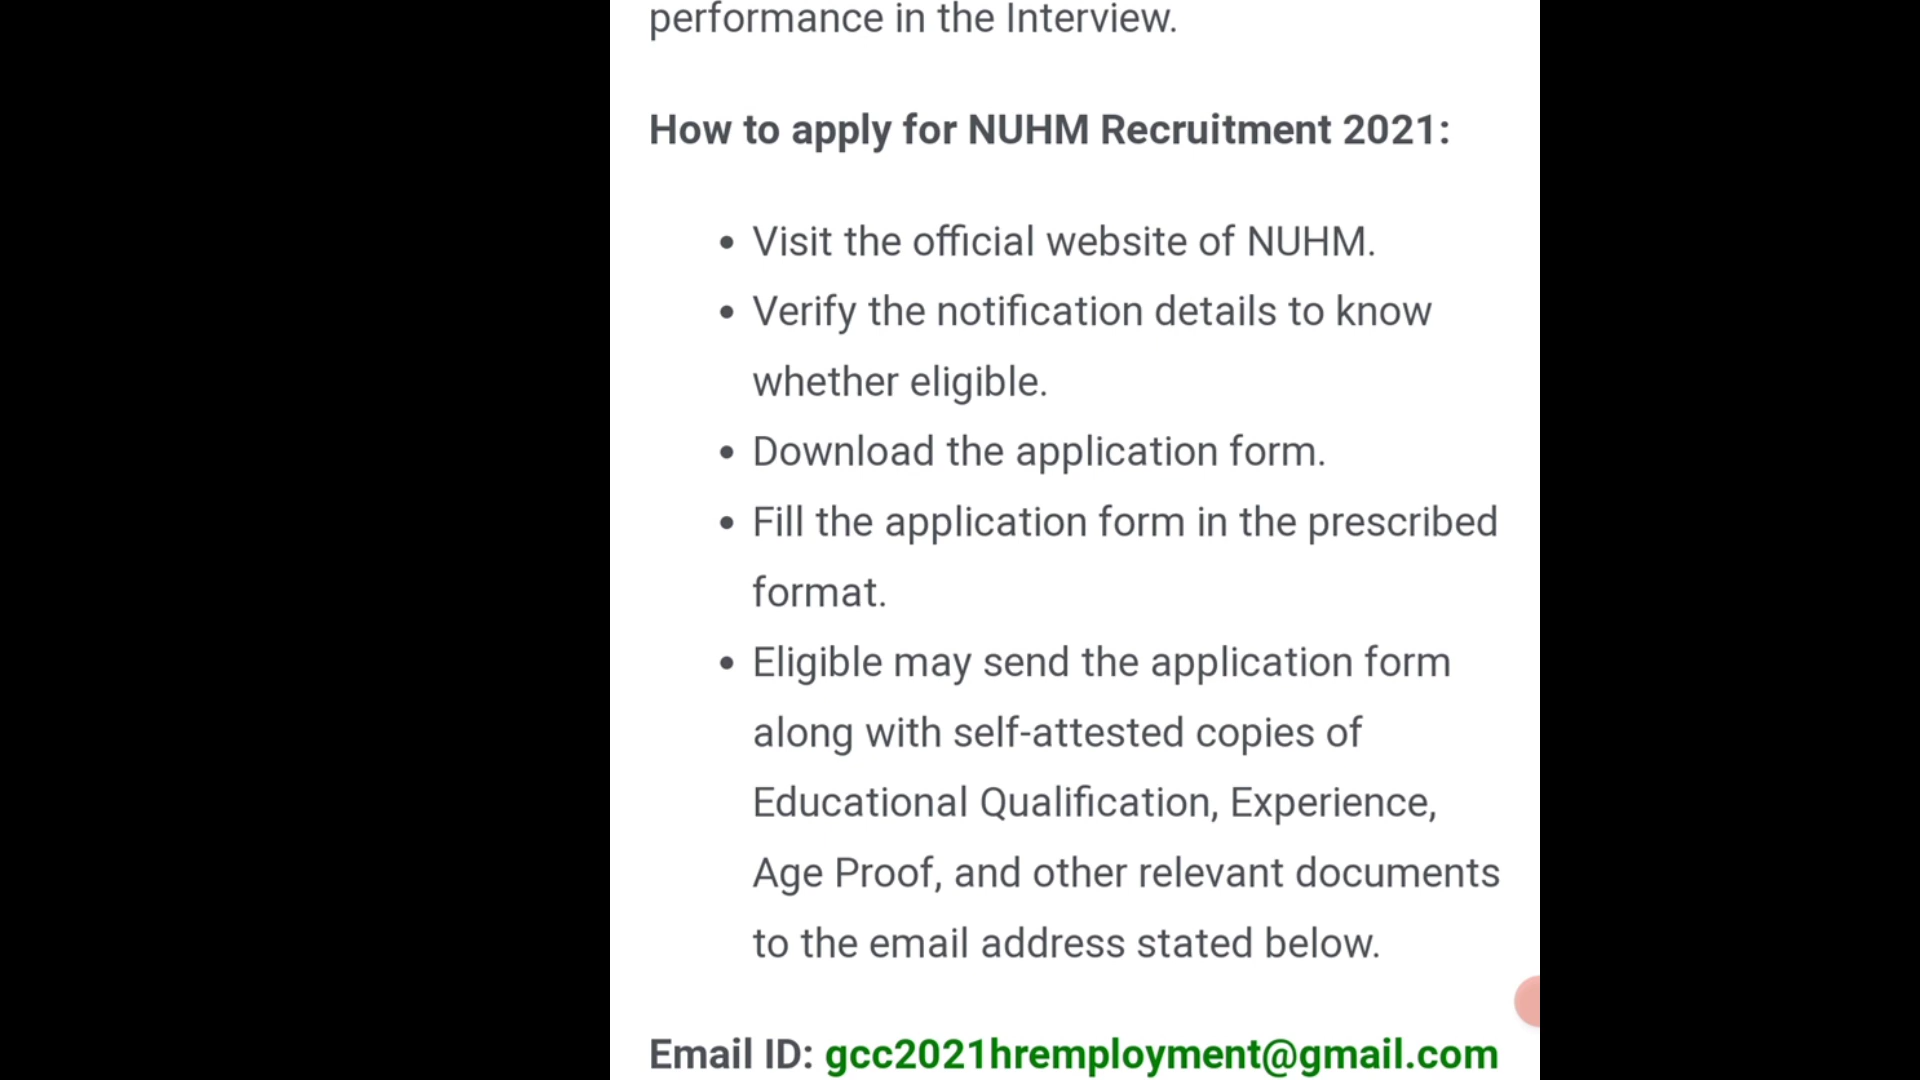 performance in the Interview.
How to apply for NUHM Recruitment 2021:
• Visit the official website of NUHM.
• Verify the notification details to know
whether eligible.
• Download the application form.
• Fill the application form in the prescribed
format.
• Eligible may send the application form
along with self-attested copies of
Educational Qualification, Experience,
Age Proof, and other relevant documents
to the email address stated below.
Email ID: gcc2021hremployment@gmail.com